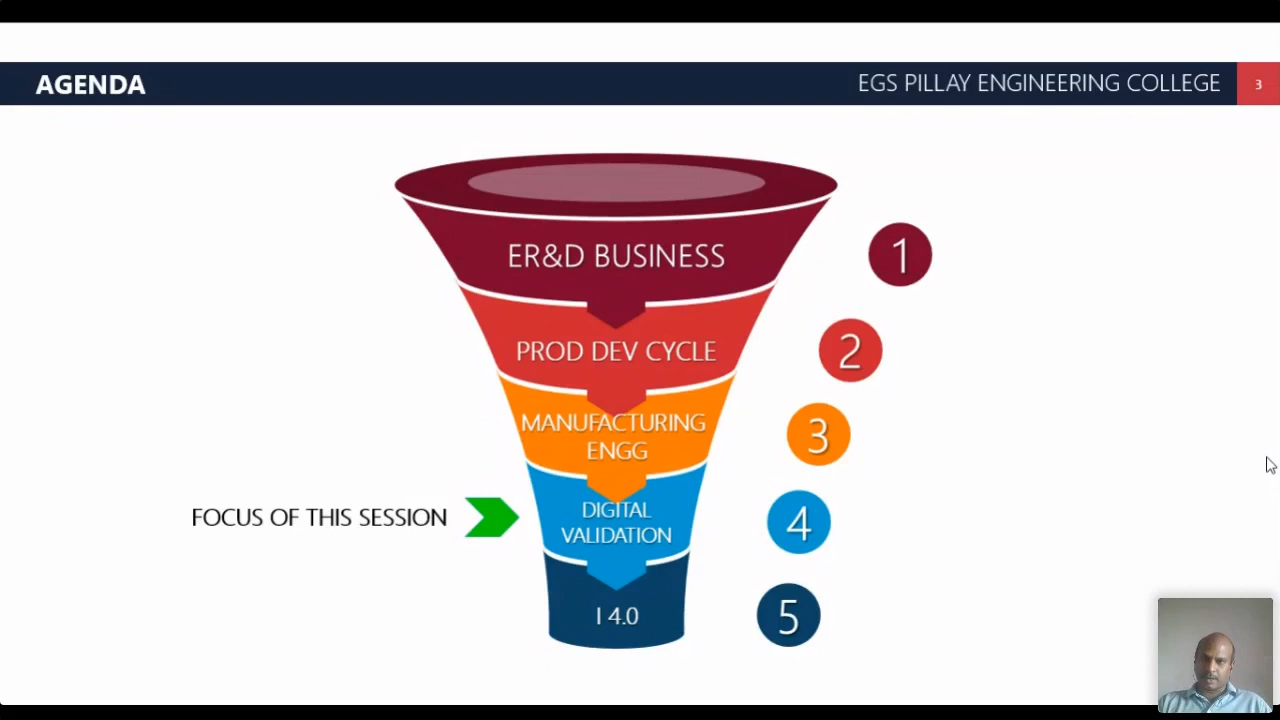 AGENDA
EGS PILLAY ENGINEERING COLLEGE
3
ER&D BUSINESS
1
PROD DEV CYCLE
2
MANUFACTURING
ENGG
3
FOCUS OF THIS SESSION
DIGITAL
VALIDATION
4
I 4.0
5